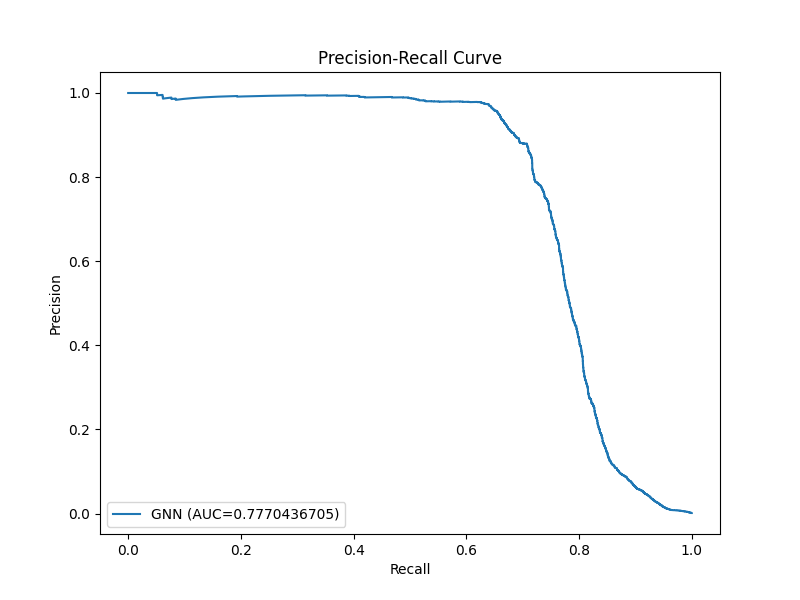 Precision-Recall Curve
1.0
0.8
0.6
0.4
0.2
0.0
Precision
GNN (AUC=0.7770436705)
0.0 0.2 0.4 0.6 0.8 1.0
Recall